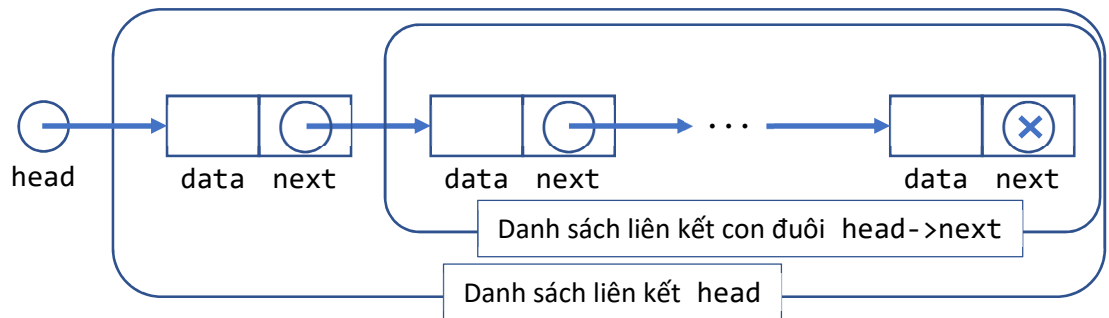 ...
head
data next
data next
data next
Danh sách liên kết con đuôi head->next
Danh sách liên kết head